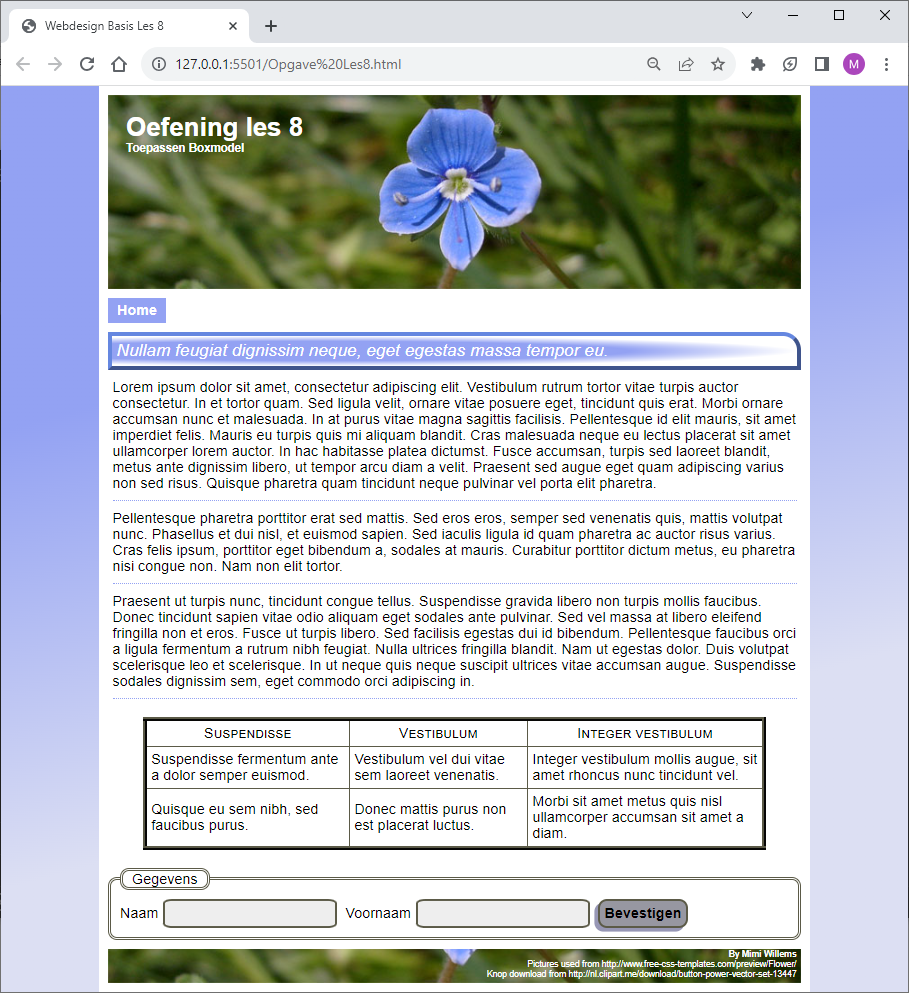 Webdesign Basis Les 8
127.0.0.1:5501/Opgave%20Les8.html
M
Oefening les 8
Toepassen Boxmodel
Home
Nullam feugiat dignissim neque, eget egestas massa tempor eu.
Lorem ipsum dolor sit amet, consectetur adipiscing elit. Vestibulum rutrum tortor vitae turpis auctor
consectetur. In et tortor quam. Sed ligula velit, ornare vitae posuere eget, tincidunt quis erat. Morbi ornare
accumsan nunc et malesuada. In at purus vitae magna sagittis facilisis. Pellentesque id elit mauris, sit amet
imperdiet felis. Mauris eu turpis quis mi aliquam blandit. Cras malesuada neque eu lectus placerat sit amet
ullamcorper lorem auctor. In hac habitasse platea dictumst. Fusce accumsan, turpis sed laoreet blandit,
metus ante dignissim libero, ut tempor arcu diam a velit. Praesent sed augue eget quam adipiscing varius
non sed risus. Quisque pharetra quam tincidunt neque pulvinar vel porta elit pharetra.
Pellentesque pharetra porttitor erat sed mattis. Sed eros eros, semper sed venenatis quis, mattis volutpat
nunc. Phasellus et dui nisl, et euismod sapien. Sed iaculis ligula id quam pharetra ac auctor risus varius.
Cras felis ipsum, porttitor eget bibendum a, sodales at mauris. Curabitur porttitor dictum metus, eu pharetra
nisi congue non. Nam non elit tortor.
Praesent ut turpis nunc, tincidunt congue tellus. Suspendisse gravida libero non turpis mollis faucibus.
Donec tincidunt sapien vitae odio aliquam eget sodales ante pulvinar. Sed vel massa at libero eleifend
fringilla non et eros. Fusce ut turpis libero. Sed facilisis egestas dui id bibendum. Pellentesque faucibus orci
a ligula fermentum a rutrum nibh feugiat. Nulla ultrices fringilla blandit. Nam ut egestas dolor. Duis volutpat
scelerisque leo et scelerisque. In ut neque quis neque suscipit ultrices vitae accumsan augue. Suspendisse
sodales dignissim sem, eget commodo orci adipiscing in.
Suspendisse Vestibulum Integer vestibulum
Suspendisse fermentum ante
a dolor semper euismod.
Vestibulum vel dui vitae
sem laoreet venenatis.
Integer vestibulum mollis augue, sit
amet rhoncus nunc tincidunt vel.
Quisque eu sem nibh, sed
faucibus purus.
Donec mattis purus non
est placerat luctus.
Morbi sit amet metus quis nisl
ullamcorper accumsan sit amet a
diam.
Gegevens
Naam Voornaam Bevestigen
By Mimi Willems
Pictures used from http://www.free-css-templates.com/preview/Flower/
Knop download from http://nl.clipart.me/download/button-power-vector-set-13447